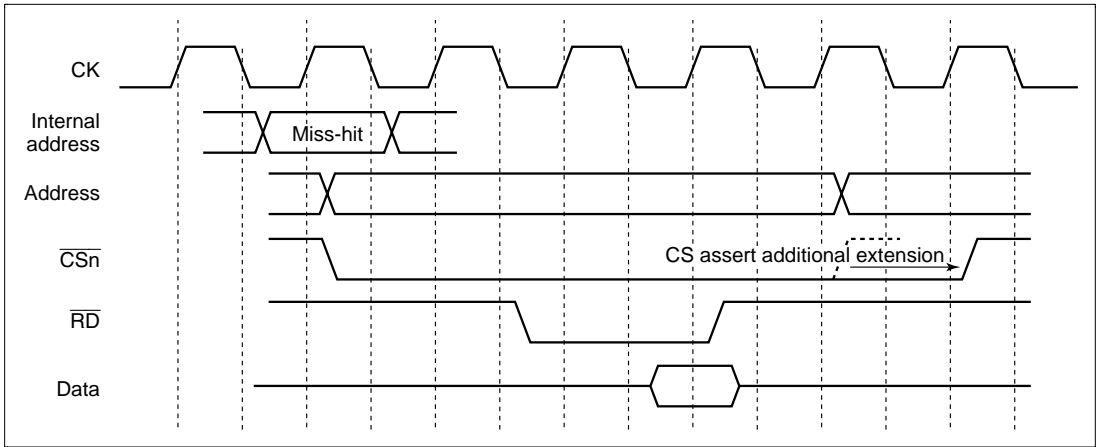 CK
Internal
address
Miss-hit
Address
CSn
CS assert additional extension
RD
Data